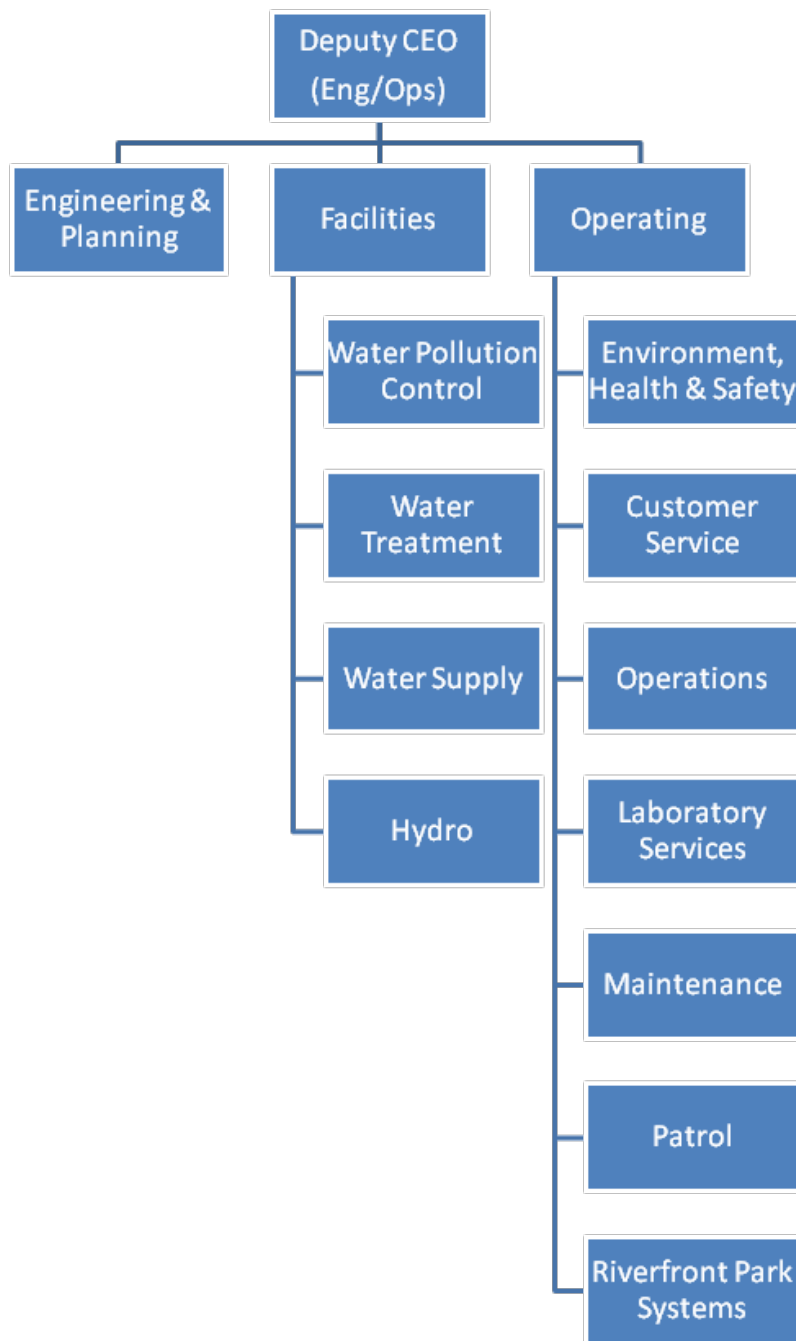 Deputy CEO
(Eng/Ops)
Engineering &
Planning
Facilities
Operating
Water Pollution
Control
Water
Treatment
Water Supply
Hydro
Environment,
Health & Safety
Customer
Service
Operations
Laboratory
Services
Maintenance
Patrol
Riverfront Park
Systems